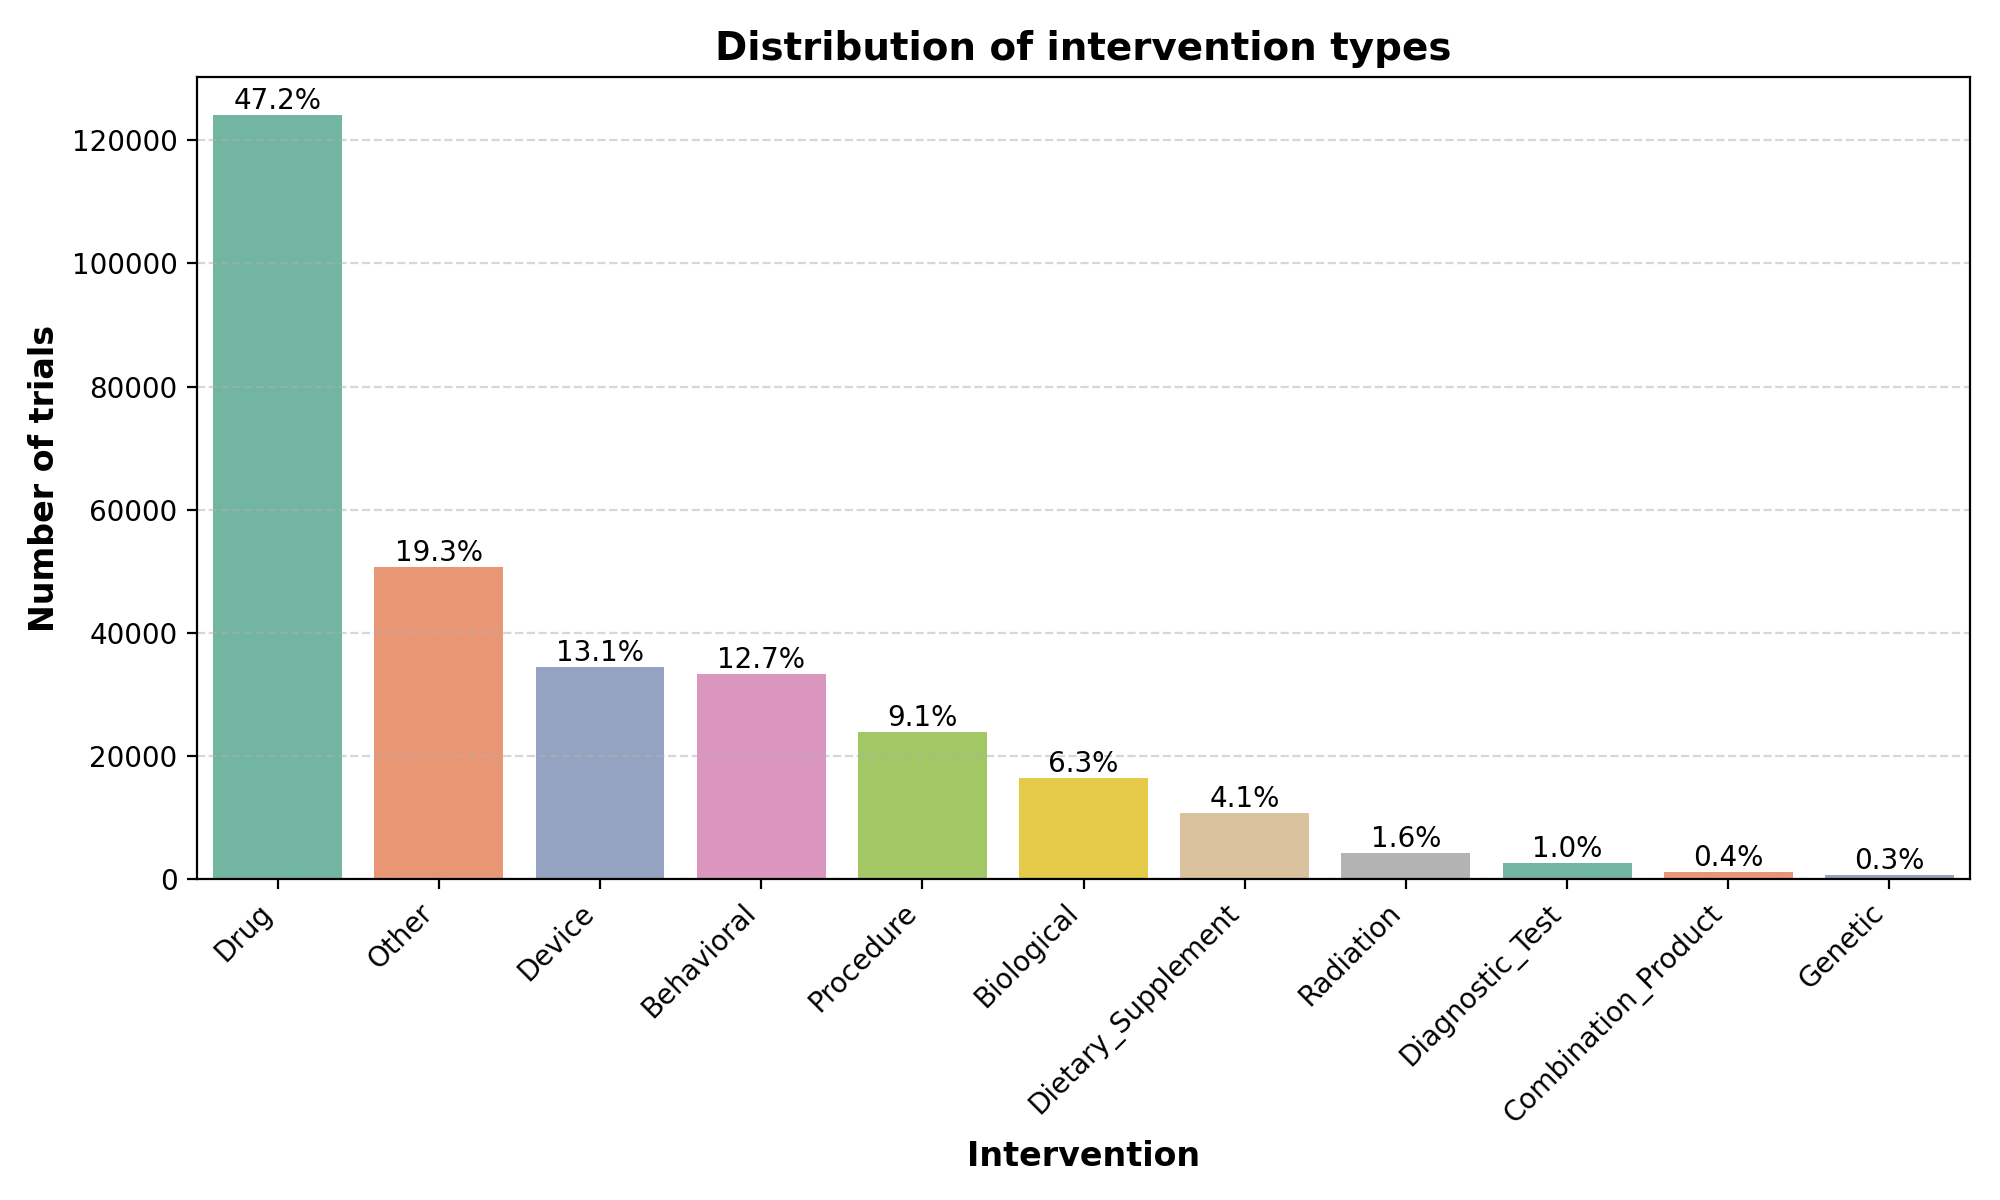 Distribution of intervention types
Number of trials
120000
100000
80000
60000
40000
20000
0
47.2%
19.3%
13.1%
12.7%
9.1%
6.3%
4.1%
1.6%
1.0%
0.4%
0.3%
Drug
Other
Device
Behavioral
Procedure
Biological
Dietary_Supplement
Radiation
Diagnostic_Test
Combination_Product
Genetic
Intervention